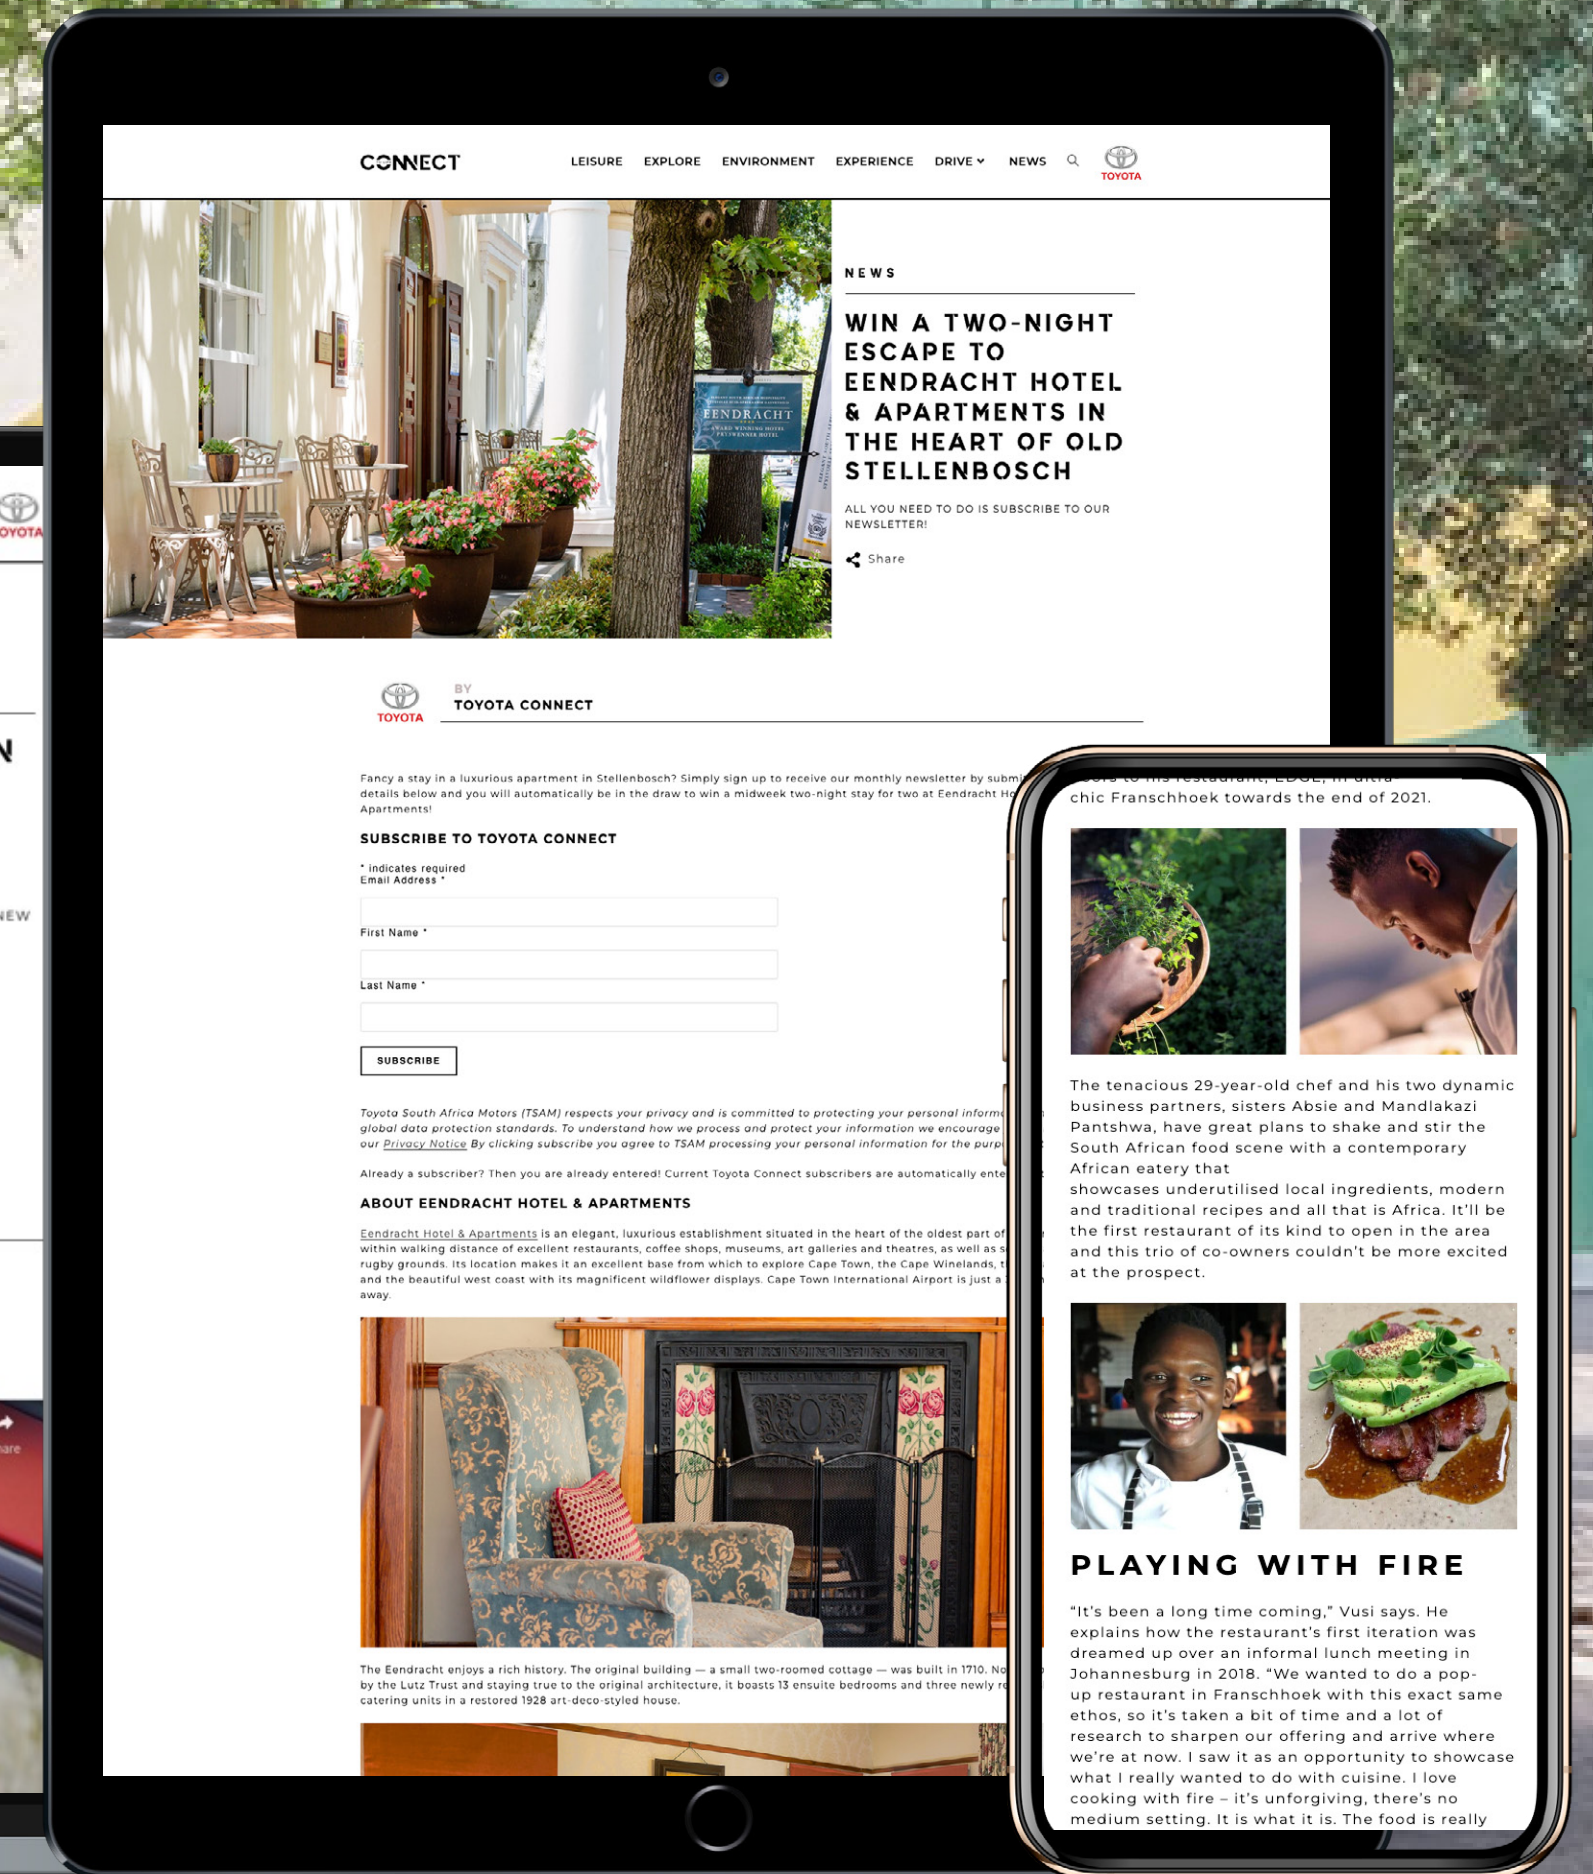 CONNECT
LEISURE EXPLORE ENVIRONMENT EXPERIENCE DRIVE NEWS
TOYOTA
NEWS
WIN A TWO-NIGHT
ESCAPE TO
EENDRACHT HOTEL
& APARTMENTS IN
THE HEART OF OLD
STELLENBOSCH
ALL YOU NEED TO DO IS SUBSCRIBE TO OUR
NEWSLETTER!
Share
EENDRACHT
AWARD WINNING HOTEL
PRYSWENNER HOTEL
TOYOTA
BY
TOYOTA CONNECT
Fancy a stay in a luxurious apartment in Stellenbosch? Simply sign up to receive our monthly newsletter by submi
details below and you will automatically be in the draw to win a midweek two-night stay for two at Eendracht Ho
Apartments!
SUBSCRIBE TO TOYOTA CONNECT
* indicates required
Email Address *
First Name *
Last Name *
SUBSCRIBE
Toyota South Africa Motors (TSAM) respects your privacy and is committed to protecting your personal inform
global data protection standards. To understand how we process and protect your information we encourage
our Privacy Notice By clicking subscribe you agree to TSAM processing your personal information for the purp
Already a subscriber? Then you are already entered! Current Toyota Connect subscribers are automatically ente
ABOUT EENDRACHT HOTEL & APARTMENTS
Eendracht Hotel & Apartments is an elegant, luxurious establishment situated in the heart of the oldest part of
within walking distance of excellent restaurants, coffee shops, museums, art galleries and theatres, as well as s
rugby grounds. Its location makes it an excellent base from which to explore Cape Town, the Cape Winelands, t
and the beautiful west coast with its magnificent wildflower displays. Cape Town International Airport is just a
away.
The Eendracht enjoys a rich history. The original building — a small two-roomed cottage — was built in 1710. No
by the Lutz Trust and staying true to the original architecture, it boasts 13 ensuite bedrooms and three newly re
catering units in a restored 1928 art-deco-styled house.
to his restaurant, EDGE, in ultra-
chic Franschhoek towards the end of 2021.
The tenacious 29-year-old chef and his two dynamic
business partners, sisters Absie and Mandlakazi
Pantshwa, have great plans to shake and stir the
South African food scene with a contemporary
African eatery that
showcases underutilised local ingredients, modern
and traditional recipes and all that is Africa. It'll be
the first restaurant of its kind to open in the area
and this trio of co-owners couldn't be more excited
at the prospect.
PLAYING WITH FIRE
“It's been a long time coming,” Vusi says. He
explains how the restaurant's first iteration was
dreamed up over an informal lunch meeting in
Johannesburg in 2018. “We wanted to do a pop-
up restaurant in Franschhoek with this exact same
ethos, so it's taken a bit of time and a lot of
research to sharpen our offering and arrive where
we're at now. I saw it as an opportunity to showcase
what I really wanted to do with cuisine. I love
cooking with fire – it's unforgiving, there's no
medium setting. It is what it is. The food is really